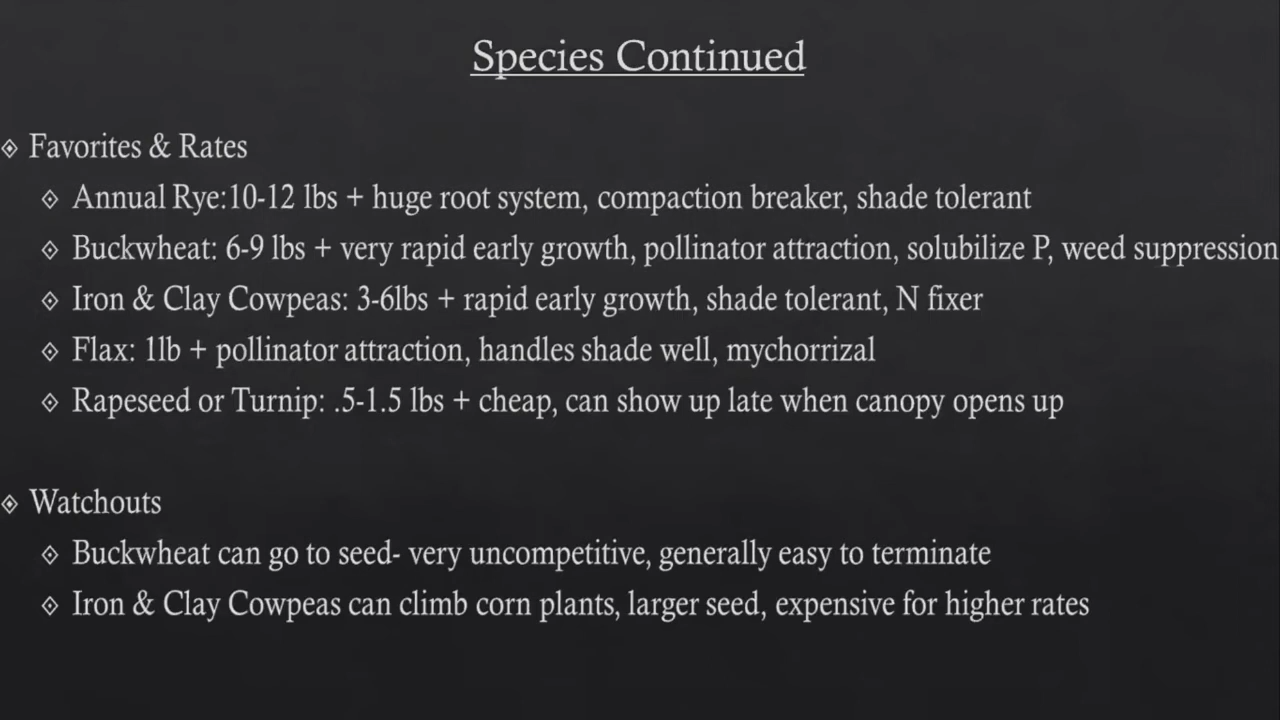 Species Continued
Favorites & Rates
Annual Rye:10-12 lbs + huge root system, compaction breaker, shade tolerant
Buckwheat: 6-9 lbs + very rapid early growth, pollinator attraction, solubilize P, weed suppression
Iron & Clay Cowpeas: 3-6lbs + rapid early growth, shade tolerant, N fixer
Flax: 1lb + pollinator attraction, handles shade well, mychorrizal
Rapeseed or Turnip: .5-1.5 lbs + cheap, can show up late when canopy opens up
Watchouts
Buckwheat can go to seed- very uncompetitive, generally easy to terminate
Iron & Clay Cowpeas can climb corn plants, larger seed, expensive for higher rates